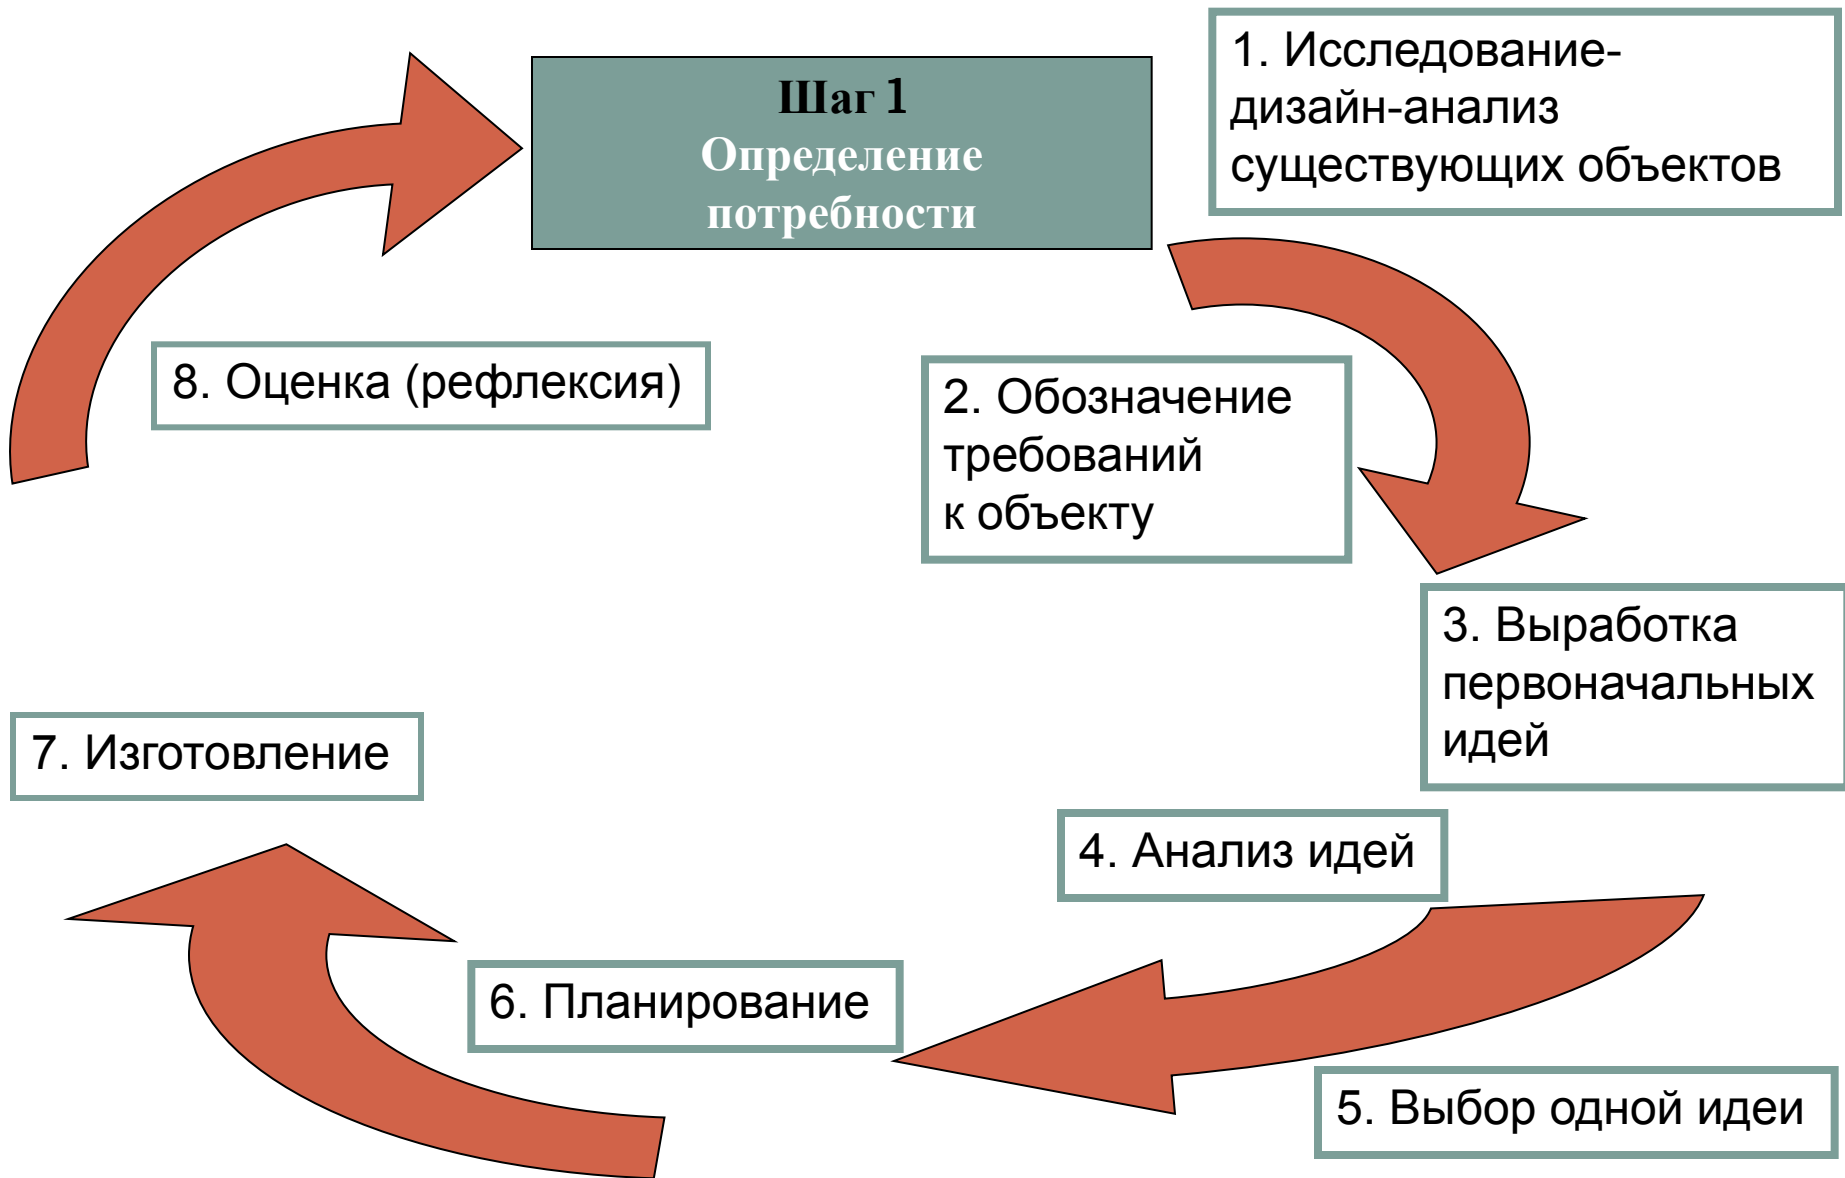 Шаг 1
Определение
потребности
1. Исследование-
дизайн-анализ
существующих объектов
2. Обозначение
требований
к объекту
3. Выработка
первоначальных
идей
4. Анализ идей
5. Выбор одной идеи
6. Планирование
7. Изготовление
8. Оценка (рефлексия)